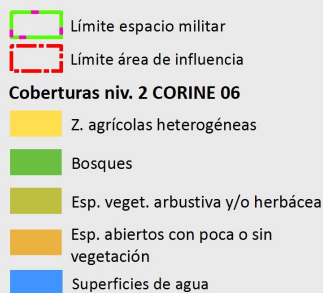 Límite espacio militar
Límite área de influencia
Coberturas niv. 2 CORINE 06
Z. agrícolas heterogéneas
Bosques
Esp. veget. arbustiva y/o herbácea
Esp. abiertos con poca o sin
vegetación
Superficies de agua